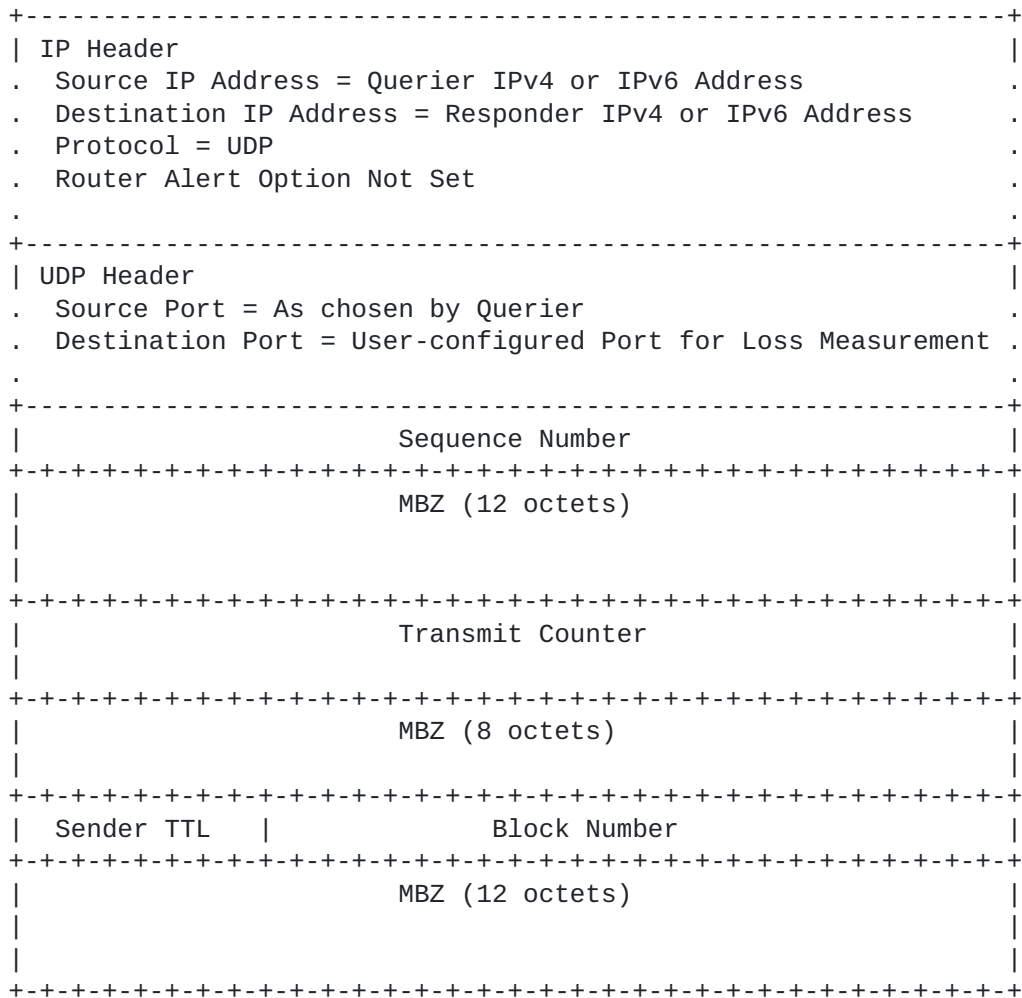 +---------------------------------------------------------------+
| IP Header                                                     |
.  Source IP Address = Querier IPv4 or IPv6 Address             .
.  Destination IP Address = Responder IPv4 or IPv6 Address      .
.  Protocol = UDP                                               .
.  Router Alert Option Not Set                                  .
.                                                               .
+---------------------------------------------------------------+
| UDP Header                                                    |
.  Source Port = As chosen by Querier                           .
.  Destination Port = User-configured Port for Loss Measurement .
.                                                               .
+---------------------------------------------------------------+
|                        Sequence Number                        |
+-+-+-+-+-+-+-+-+-+-+-+-+-+-+-+-+-+-+-+-+-+-+-+-+-+-+-+-+-+-+-+-+
|                        MBZ (12 octets)                        |
|                                                               |
|                                                               |
+-+-+-+-+-+-+-+-+-+-+-+-+-+-+-+-+-+-+-+-+-+-+-+-+-+-+-+-+-+-+-+-+
|                        Transmit Counter                       |
|                                                               |
+-+-+-+-+-+-+-+-+-+-+-+-+-+-+-+-+-+-+-+-+-+-+-+-+-+-+-+-+-+-+-+-+
|                        MBZ (8 octets)                         |
|                                                               |
+-+-+-+-+-+-+-+-+-+-+-+-+-+-+-+-+-+-+-+-+-+-+-+-+-+-+-+-+-+-+-+-+
|  Sender TTL   |              Block Number                     |
+-+-+-+-+-+-+-+-+-+-+-+-+-+-+-+-+-+-+-+-+-+-+-+-+-+-+-+-+-+-+-+-+
|                        MBZ (12 octets)                        |
|                                                               |
|                                                               |
+-+-+-+-+-+-+-+-+-+-+-+-+-+-+-+-+-+-+-+-+-+-+-+-+-+-+-+-+-+-+-+-+